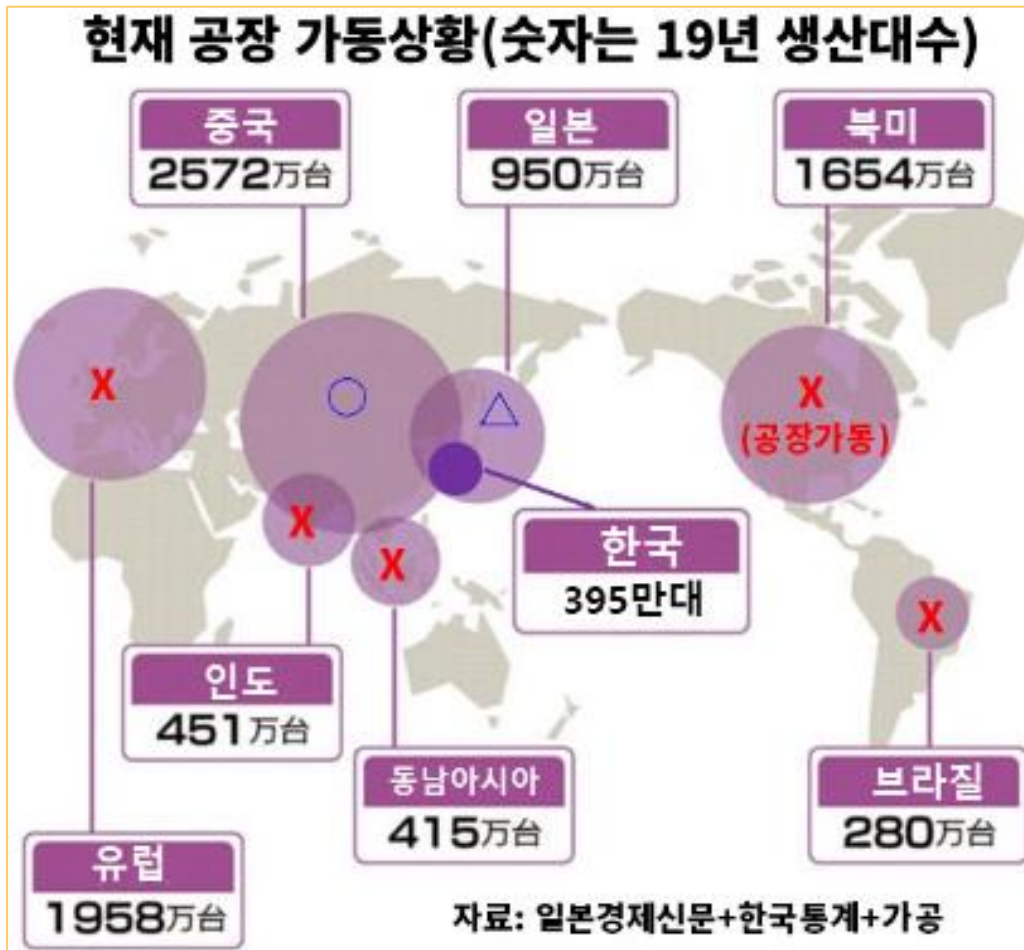 현재 공장 가동상황(숫자는 19년 생산대수)
중국
2572万台
일본
950万台
북미
1654万台
X
○
△
X
(공장가동)
X
X
한국
395만대
X
인도
451万台
동남아시아
415万台
브라질
280万台
유럽
1958万台
자료: 일본경제신문+한국통계+가공